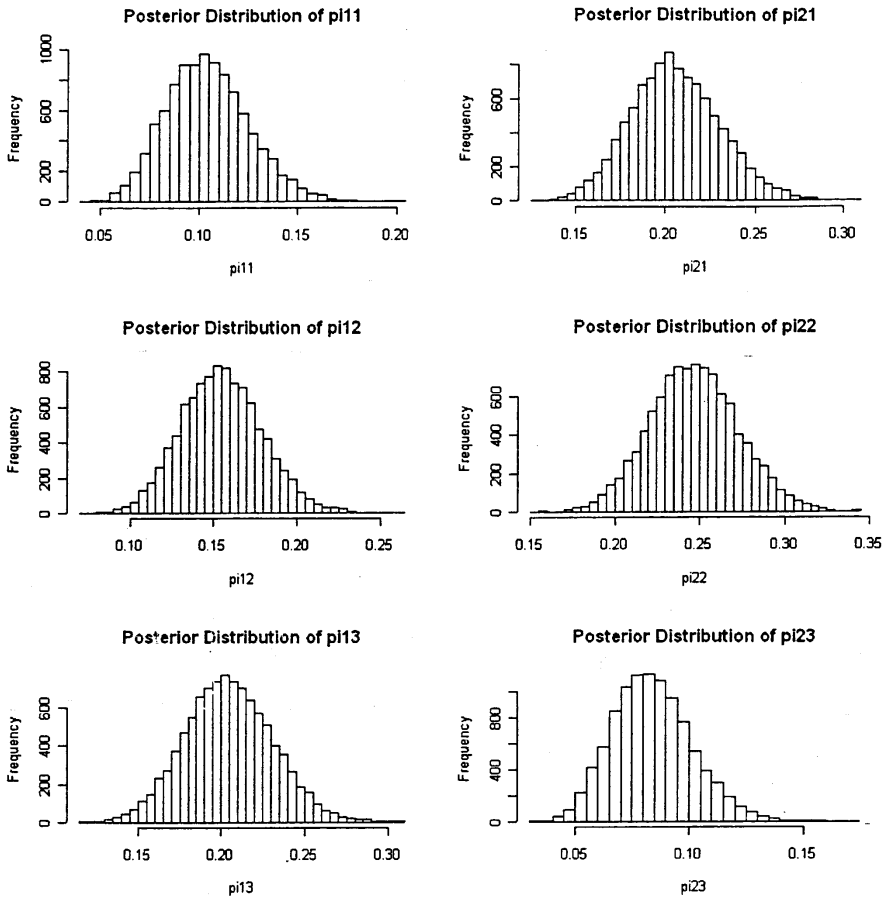 Posterior Distribution of pi11
Frequency
0 200 600 1000
0.05 0.10 0.15 0.20
pi11
Posterior Distribution of pi21
Frequency
0 200 600
0.15 0.20 0.25 0.30
pi21
Posterior Distribution of pi12
Frequency
0 200 400 600 800
0.10 0.15 0.20 0.25
pi12
Posterior Distribution of pi22
Frequency
0 200 400 600
0.15 0.20 0.25 0.30 0.35
pi22
Posterior Distribution of pi13
Frequency
0 200 400 600
0.15 0.20 0.25 0.30
pi13
Posterior Distribution of pi23
Frequency
0 400 800
0.05 0.10 0.15
pi23